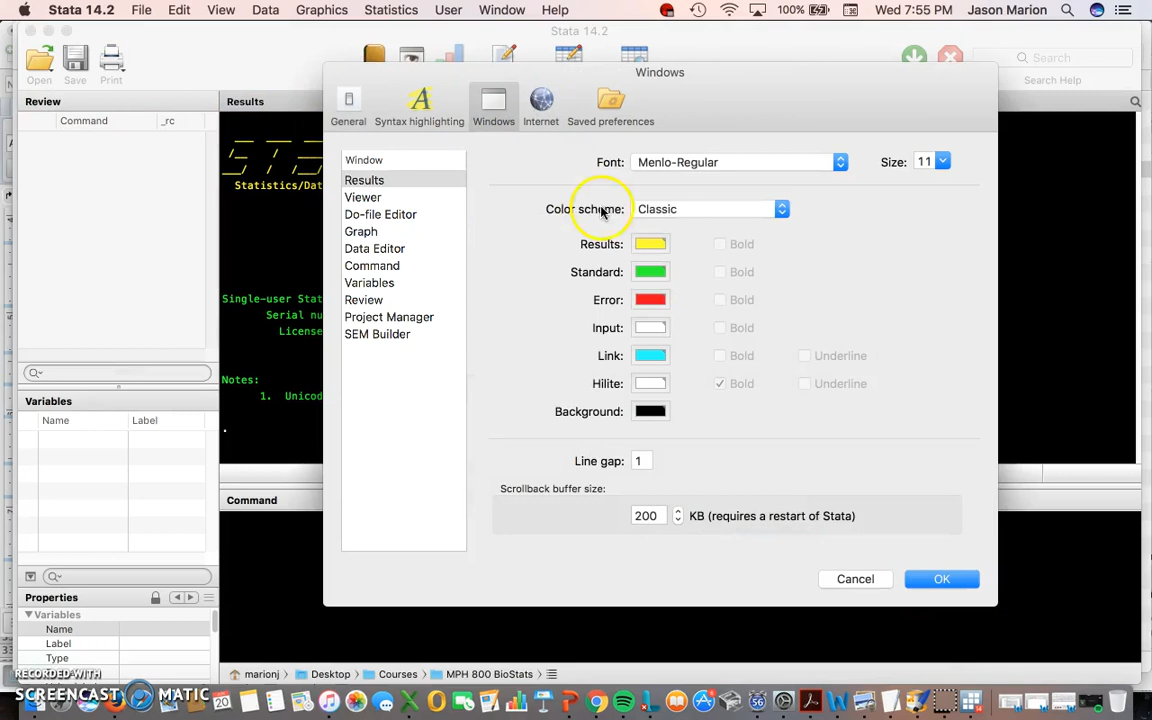 Stata 14.2 File Edit View Data Graphics Statistics User Window Help 100% Wed 7:55 PM Jason Marion
Stata 14.2
Open Save Print
Search
Search Help
Windows
General Syntax highlighting Windows Internet Saved preferences
Review
Command _rc
Results
Statistics/Dat
Single-user Stat
Serial nu
License
Notes:
1. Unicod
.
Window
Results
Viewer
Do-file Editor
Graph
Data Editor
Command
Variables
Review
Project Manager
SEM Builder
Font: Menlo-Regular Size: 11
Color scheme: Classic
Results: Bold
Standard: Bold
Error: Bold
Input: Bold
Link: Bold Underline
Hilite: Bold Underline
Background:
Line gap: 1
Scrollback buffer size:
200 KB (requires a restart of Stata)
Cancel OK
Variables
Name Label
Command
Properties
Variables
Name
Label
Type
marionj Desktop Courses MPH 800 BioStats
RECORDED WITH
SCREENCAST MATIC